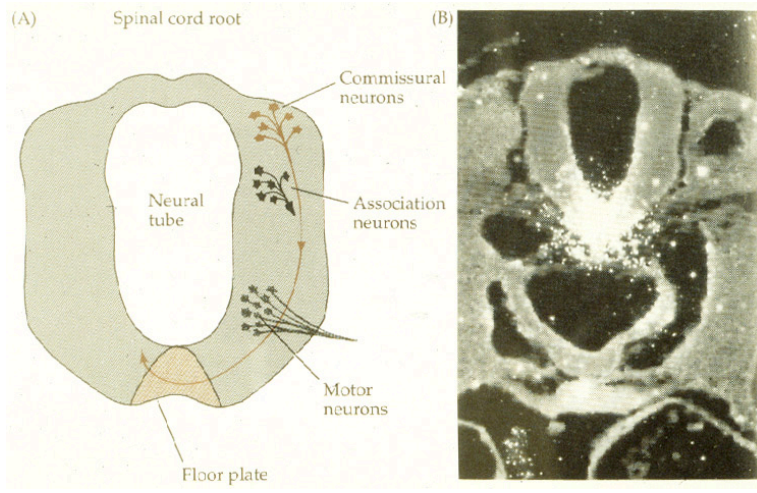 (A)
Spinal cord root
(B)
Commissural
neurons
Neural
tube
Association
neurons
Motor
neurons
Floor plate